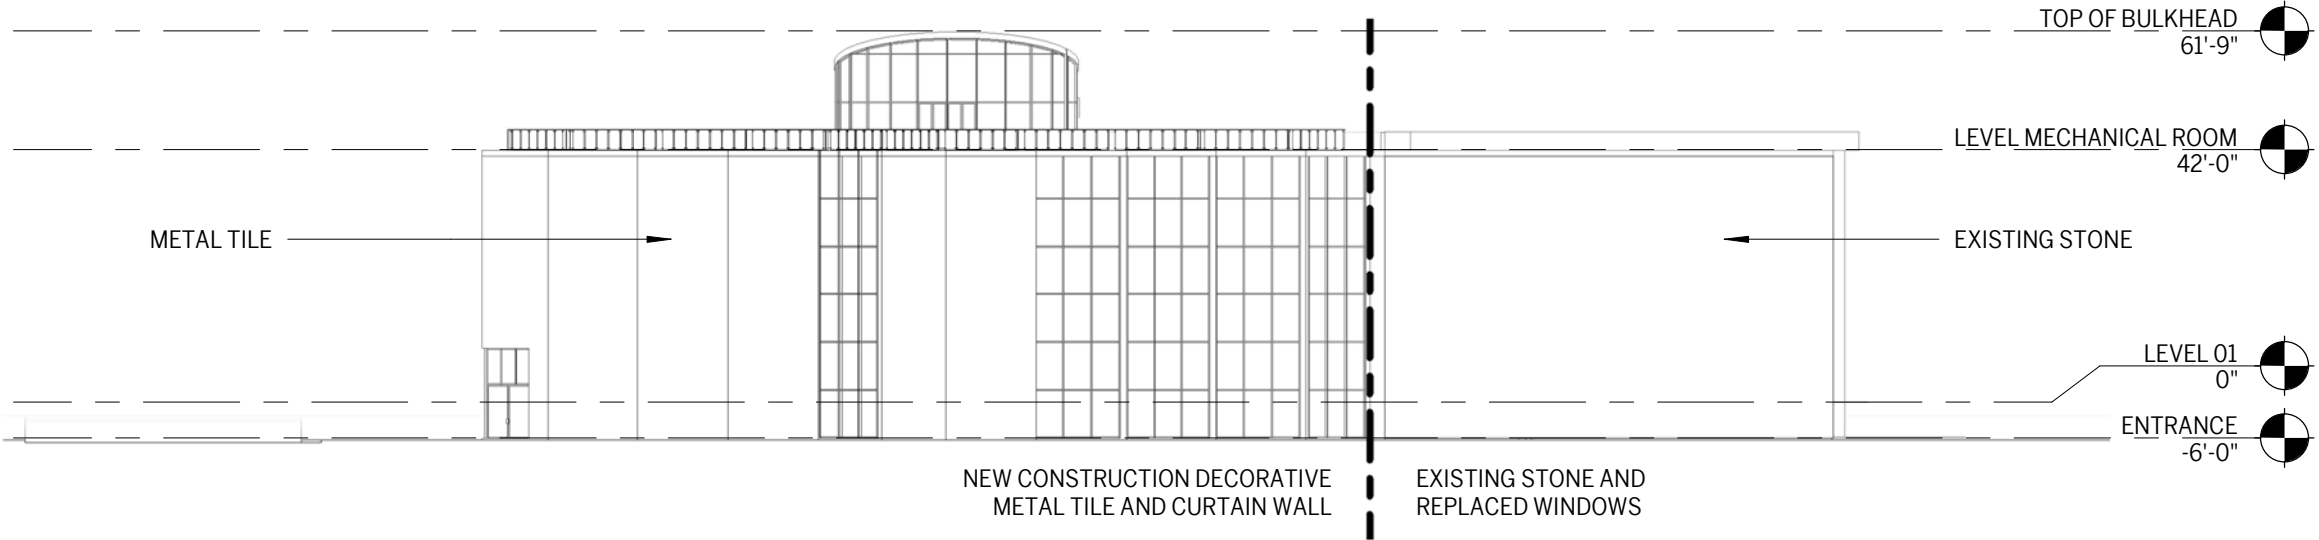 TOP OF BULKHEAD
61'-9"
LEVEL MECHANICAL ROOM
42'-0"
METAL TILE
EXISTING STONE
LEVEL 01
0"
ENTRANCE
-6'-0"
NEW CONSTRUCTION DECORATIVE
METAL TILE AND CURTAIN WALL
EXISTING STONE AND
REPLACED WINDOWS